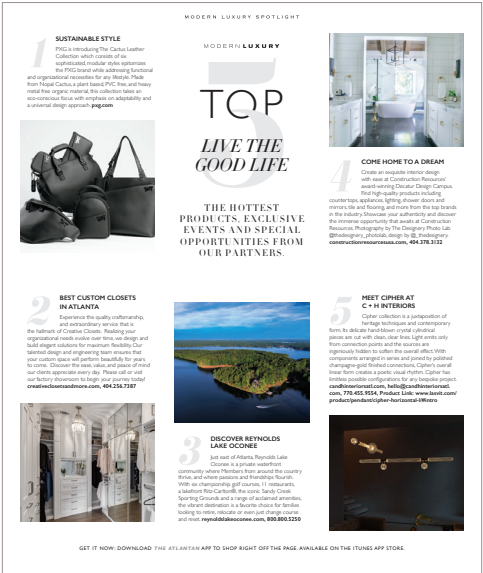 MODERN LUXURY SPOTLIGHT
1
SUSTAINABLE STYLE
PXG is introducing The Cactus Leather
Collection which consists of six
sophisticated, modular styles epitomizes
the PXG brand while addressing functional
and organizational necessities for any lifestyle. Made
from Nopal Cactus, a plant based, PVC free, and heavy
metal free organic material, this collection takes an
eco-conscious focus with emphasis on adaptability and
a universal design approach. pxg.com
MODERN LUXURY
5
TOP
LIVE THE
GOOD LIFE
THE HOTTEST
PRODUCTS, EXCLUSIVE
EVENTS AND SPECIAL
OPPORTUNITIES FROM
OUR PARTNERS.
2
BEST CUSTOM CLOSETS
IN ATLANTA
Experience the quality, craftsmanship,
and extraordinary service that is
the hallmark of Creative Closets. Realizing your
organizational needs evolve over time, we design and
build elegant solutions for maximum flexibility. Our
talented design and engineering team ensures that
your custom space will perform beautifully for years
to come. Discover the ease, value, and peace of mind
our clients appreciate every day. Please call or visit
our factory showroom to begin your journey today!
creativeclosetsandmore.com, 404.256.7387
3
DISCOVER REYNOLDS
LAKE OCONEE
Just east of Atlanta, Reynolds Lake
Oconee is a private waterfront
community where Members from around the country
thrive, and where passions and friendships flourish.
With six championship golf courses, 11 restaurants,
a lakefront Ritz-Carlton®, the iconic Sandy Creek
Sporting Grounds and a range of acclaimed amenities,
the vibrant destination is a favorite choice for families
looking to retire, relocate or even just change course
and reset. reynoldslakeoconee.com, 800.800.5250
4
COME HOME TO A DREAM
Create an exquisite interior design
with ease at Construction Resources'
award-winning Decatur Design Campus.
Find high-quality products including
countertops, appliances, lighting, shower doors and
mirrors, tile and flooring, and more from the top brands
in the industry. Showcase your authenticity and discover
the immense opportunity that awaits at Construction
Resources. Photography by The Designery Photo Lab
@thedesignery_photolab, design by @_thedesignery.
constructionresourcesusa.com, 404.378.3132
5
MEET CIPHER AT
C + H INTERIORS
Cipher collection is a juxtaposition of
heritage techniques and contemporary
form. Its delicate hand-blown crystal cylindrical
pieces are cut with clean, clear lines. Light emits only
from connection points and the sources are
ingeniously hidden to soften the overall effect. With
components arranged in series and joined by polished
champagne-gold finished connections, Cipher's overall
linear form creates a poetic visual rhythm. Cipher has
limitless possible configurations for any bespoke project.
candhinteriorsatl.com, hello@candhinteriorsatl.
com, 770.455.9554, Product Link: www.lasvit.com/
product/pendant/cipher-horizontal-l/#intro
GET IT NOW: DOWNLOAD THE ATLANTAN APP TO SHOP RIGHT OFF THE PAGE. AVAILABLE ON THE ITUNES APP STORE.